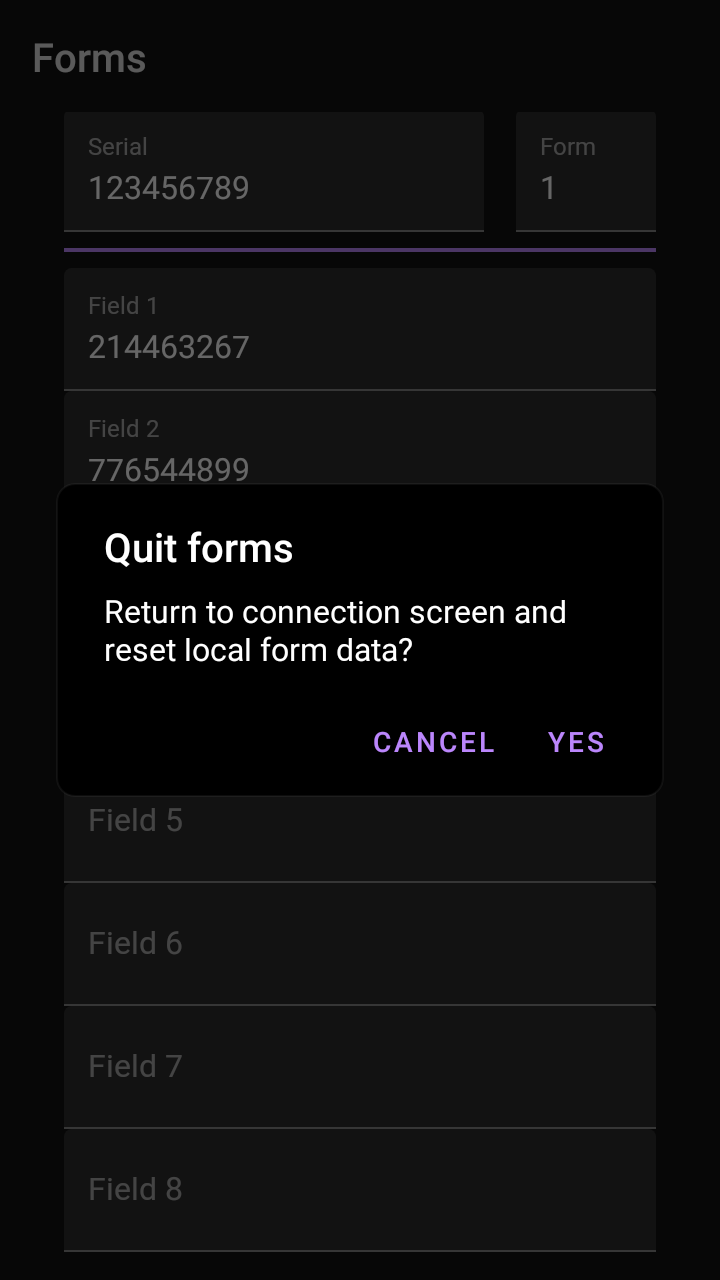 Forms
Serial
Form
123456789
1
Field 1
214463267
Field 2
776544899
Quit forms
Return to connection screen and
reset local form data?
CANCEL
YES
Field 5
Field 6
Field 7
Field 8